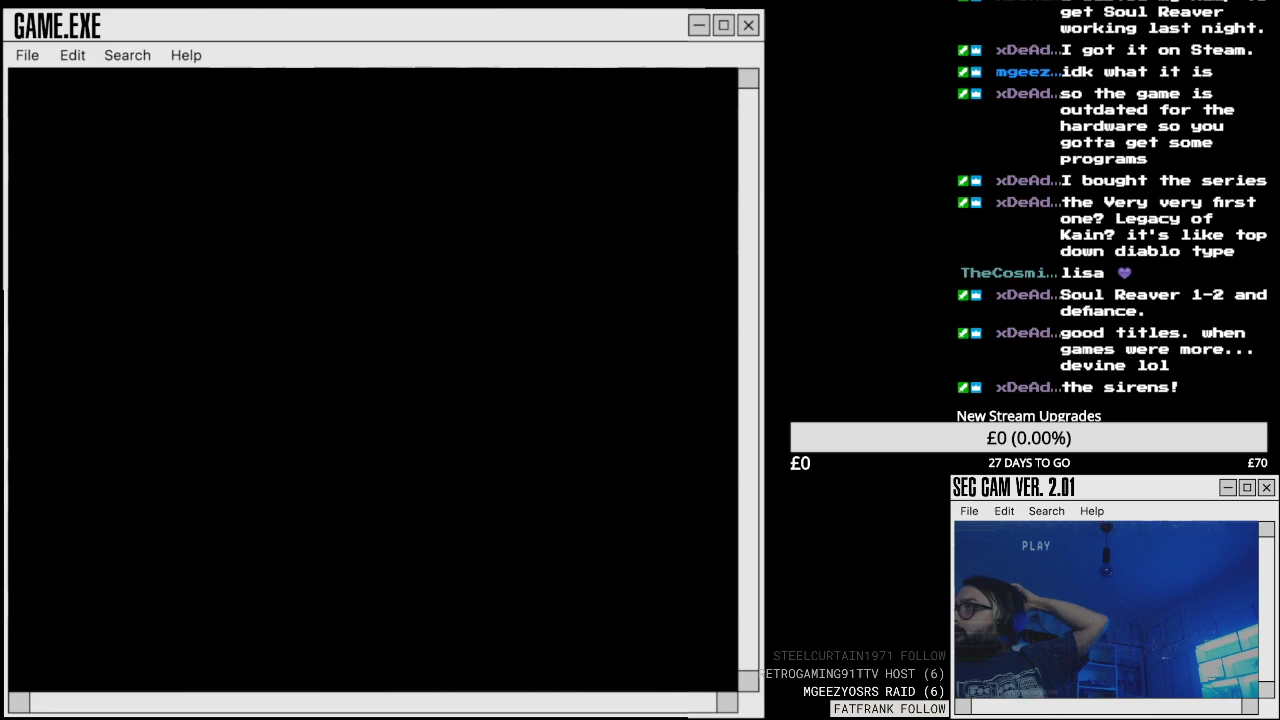 GAME.EXE
File Edit Search Help
get Soul Reaver
working last night.
xDeAd…I got it on Steam.
mgeez…idk what it is
xDeAd…so the game is
outdated for the
hardware so you
gotta get some
programs
xDeAd…I bought the series
xDeAd…the Very very first
one? Legacy of
Kain? it's like top
down diablo type
TheCosmi…lisa 💜
xDeAd…Soul Reaver 1-2 and
defiance.
xDeAd…good titles. when
games were more...
devine lol
xDeAd…the sirens!
New Stream Upgrades
£0 (0.00%)
£0 27 DAYS TO GO £70
SEC CAM VER. 2.01
File Edit Search Help
PLAY
STEELCURTAIN1971 FOLLOW
ETROGAMING91TTV HOST (6)
MGEEZYOSRS RAID (6)
FATFRANK FOLLOW